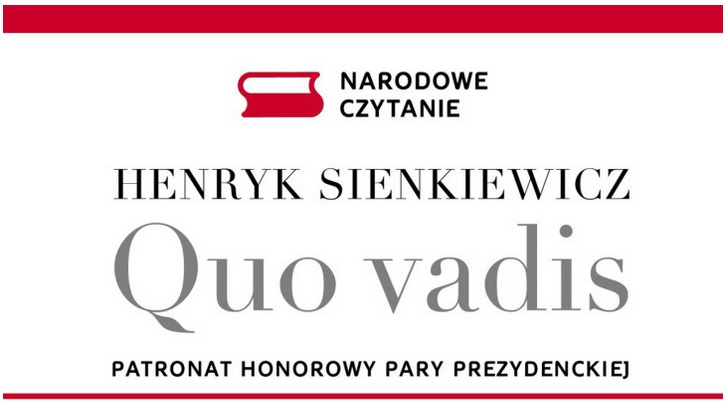 NARODOWE
CZYTANIE
HENRYK SIENKIEWICZ
Quo vadis
PATRONAT HONOROWY PARY PREZYDENCKIEJ